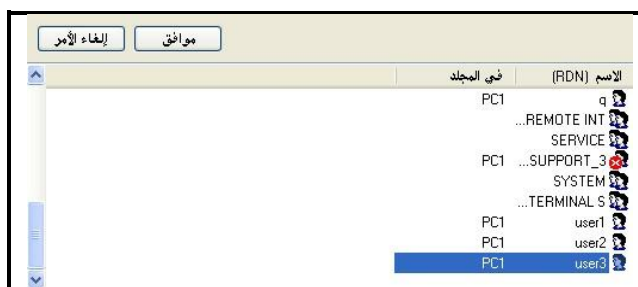 موافق إلغاء الأمر
الاسم (RDN) في المجلد
q PC1
REMOTE INT...
SERVICE
SUPPORT_3... PC1
SYSTEM
TERMINAL S...
user1 PC1
user2 PC1
user3 PC1